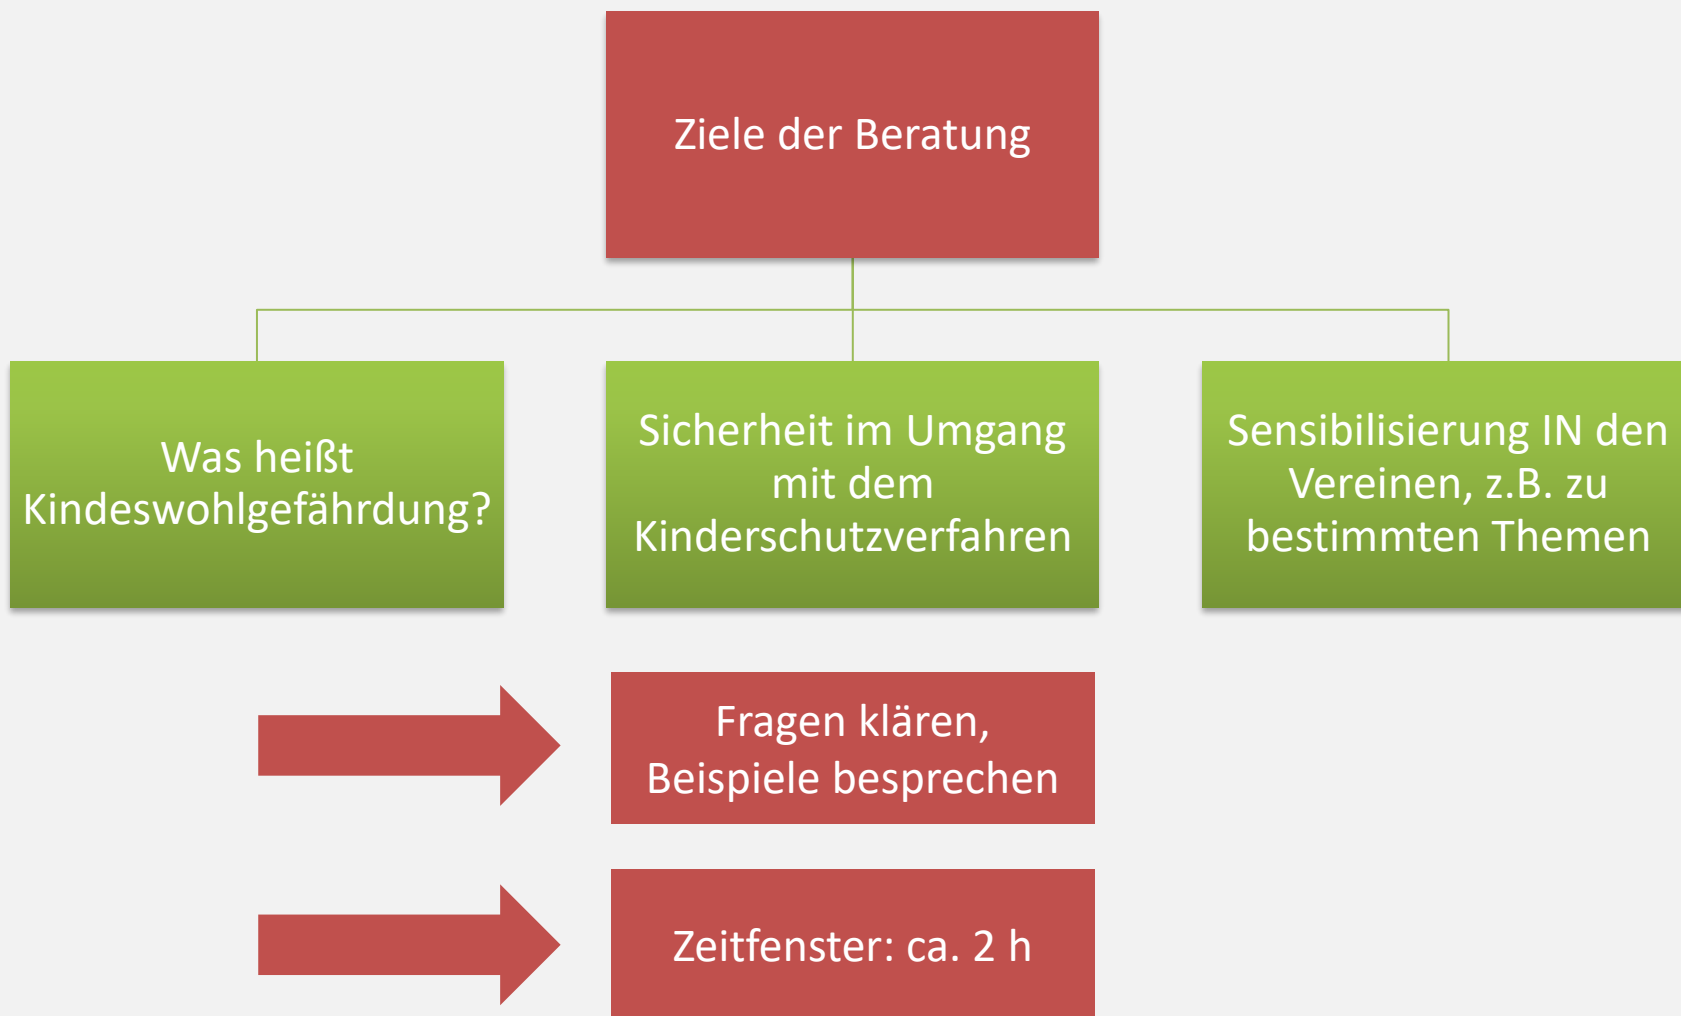 Ziele der Beratung
Was heißt
Kindeswohlgefährdung?
Sicherheit im Umgang
mit dem
Kinderschutzverfahren
Sensibilisierung IN den
Vereinen, z.B. zu
bestimmten Themen
Fragen klären,
Beispiele besprechen
Zeitfenster: ca. 2 h